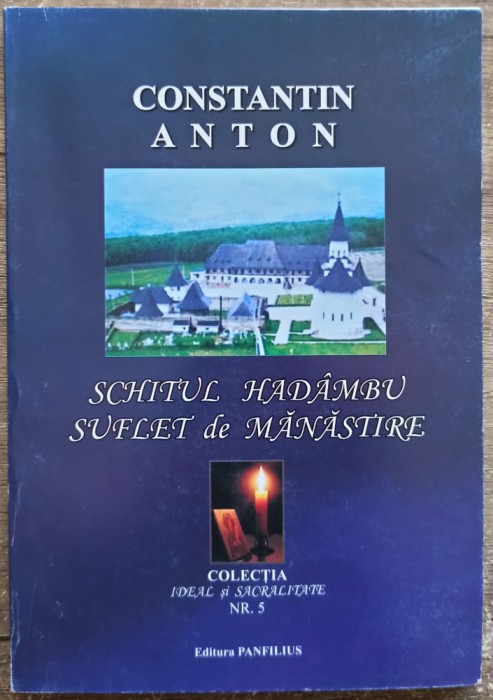 CONSTANTIN
ANTON
SCHITUL HADÂMBU
SUFLET de MĂNĂSTIRE
COLECȚIA
IDEAL și SACRALITATE
NR. 5
Editura PANFILIUS